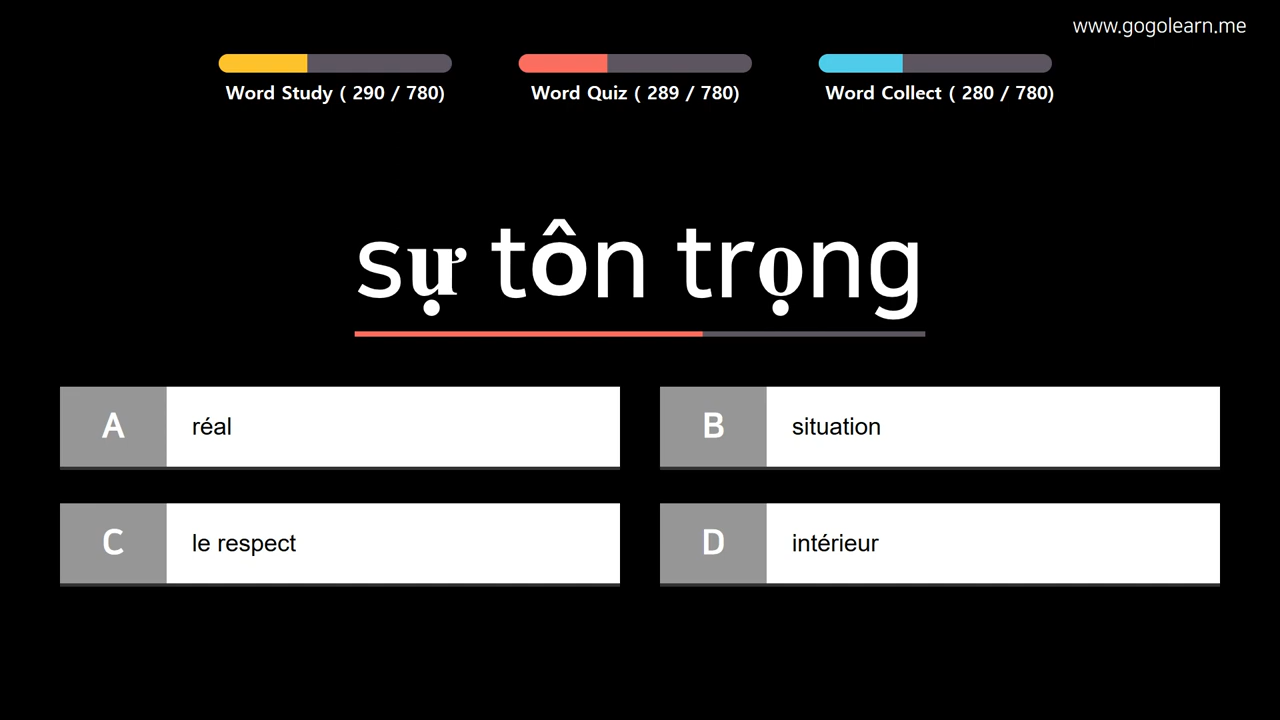 www.gogolearn.me
Word Study ( 290 / 780)
Word Quiz ( 289 / 780)
Word Collect ( 280 / 780)
sự tôn trọng
A réal
B situation
C le respect
D intérieur